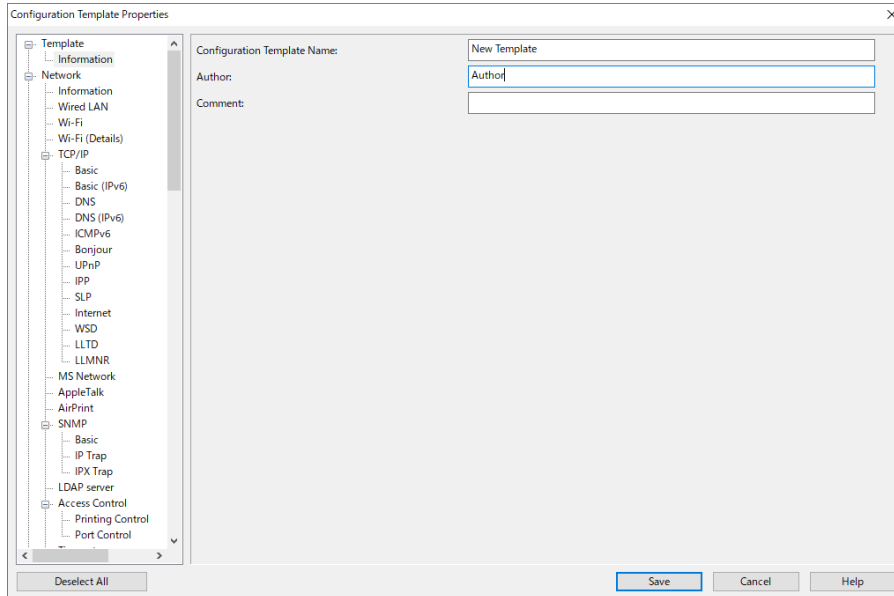 Configuration Template Properties
Template
Information
Network
Information
Wired LAN
Wi-Fi
Wi-Fi (Details)
TCP/IP
Basic
Basic (IPv6)
DNS
DNS (IPv6)
ICMPv6
Bonjour
UPnP
IPP
SLP
Internet
WSD
LLTD
LLMNR
MS Network
AppleTalk
AirPrint
SNMP
Basic
IP Trap
IPX Trap
LDAP server
Access Control
Printing Control
Port Control
Configuration Template Name: New Template
Author: Author
Comment:
Deselect All Save Cancel Help